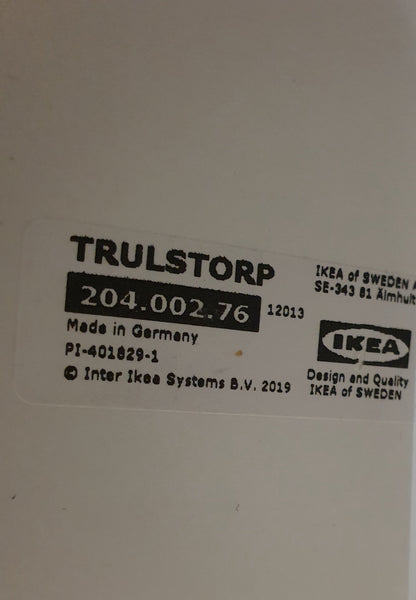 TRULSTORP
204.002.76 12013
Made in Germany
PI-401829-1
© Inter Ikea Systems B.V. 2019
IKEA of SWEDEN A
SE-343 81 Älmhult
IKEA
Design and Quality
IKEA of SWEDEN